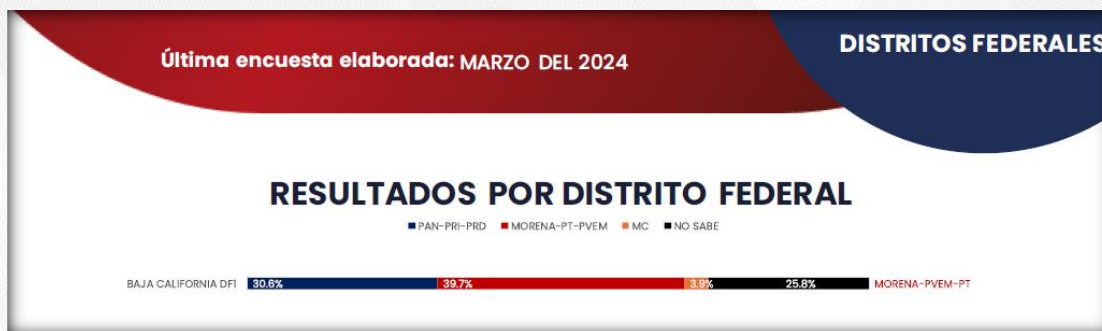 Última encuesta elaborada: MARZO DEL 2024
DISTRITOS FEDERALES
RESULTADOS POR DISTRITO FEDERAL
PAN-PRI-PRD MORENA-PT-PVEM MC NO SABE
BAJA CALIFORNIA DF1 30.6% 39.7% 3.9% 25.8% MORENA-PVEM-PT